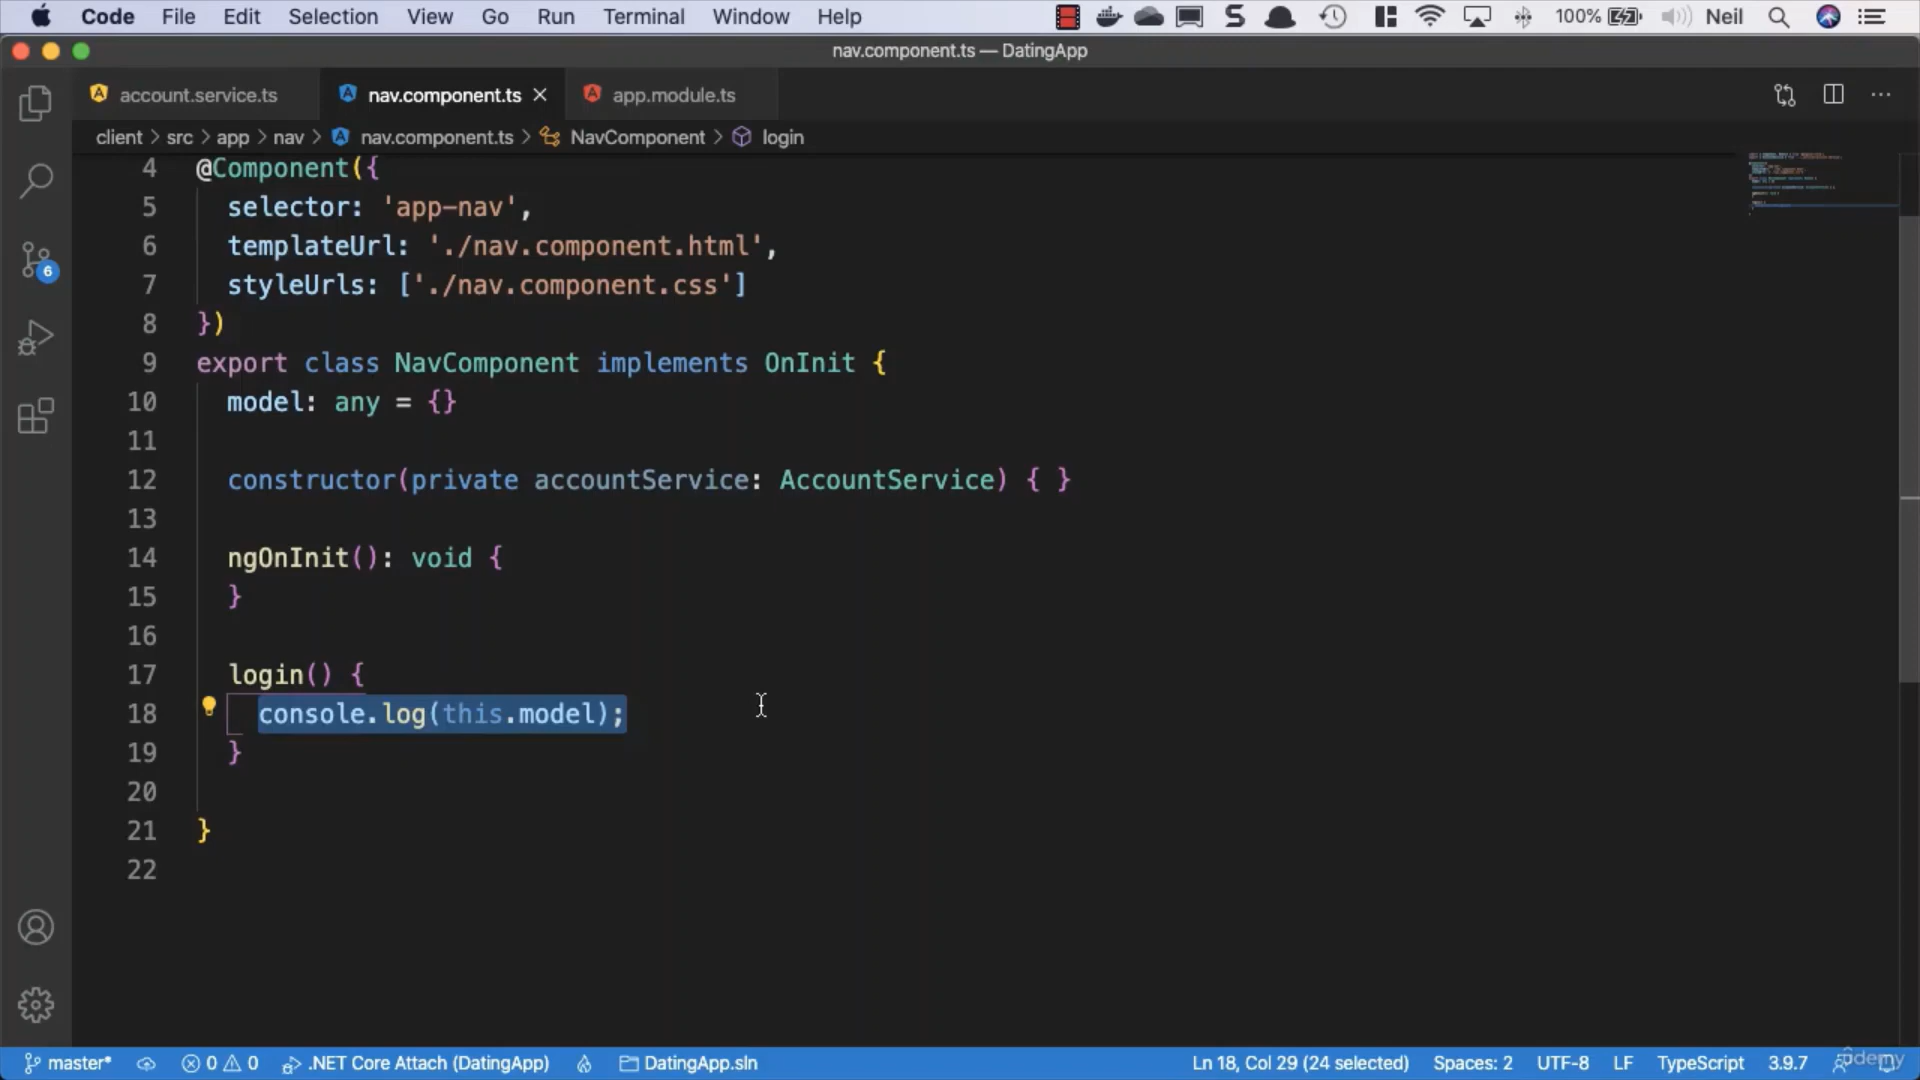 Code File Edit Selection View Go Run Terminal Window Help 100% Neil
nav.component.ts — DatingApp
account.service.ts nav.component.ts app.module.ts
client > src > app > nav > nav.component.ts > NavComponent > login
4 @Component({
5 selector: 'app-nav',
6 templateUrl: './nav.component.html',
7 styleUrls: ['./nav.component.css']
8 })
9 export class NavComponent implements OnInit {
10 model: any = {}
11
12 constructor(private accountService: AccountService) { }
13
14 ngOnInit(): void {
15 }
16
17 login() {
18 console.log(this.model);
19 }
20
21 }
22
6
master* 0 0 .NET Core Attach (DatingApp) DatingApp.sln Ln 18, Col 29 (24 selected) Spaces: 2 UTF-8 LF TypeScript 3.9.7
udemy